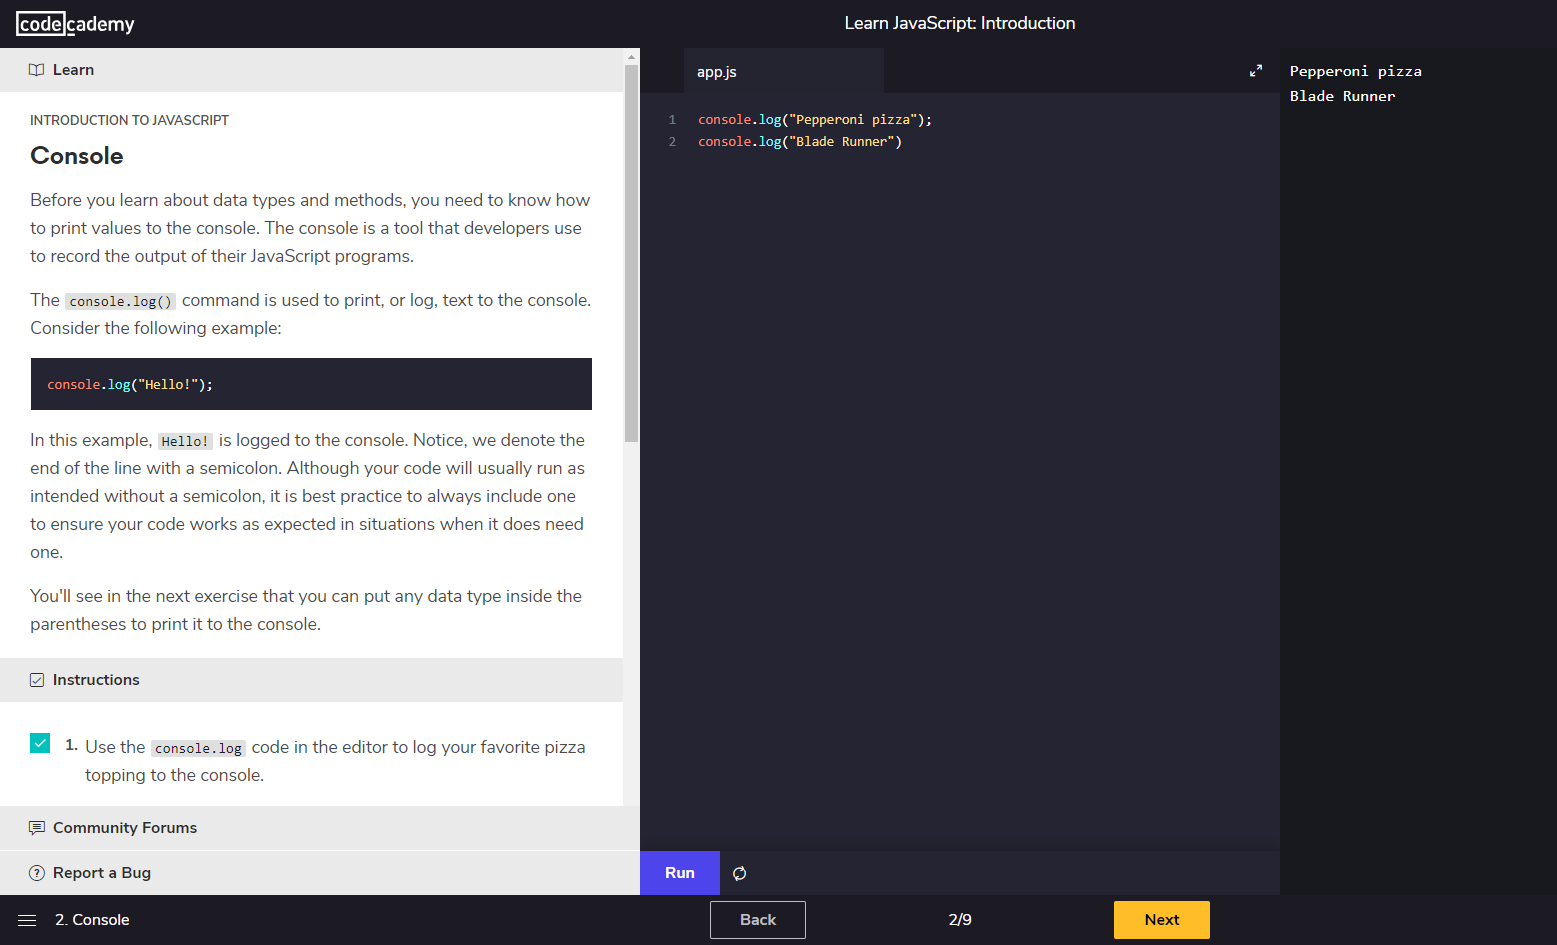 codecademy
Learn JavaScript: Introduction
Learn
INTRODUCTION TO JAVASCRIPT
Console
Before you learn about data types and methods, you need to know how
to print values to the console. The console is a tool that developers use
to record the output of their JavaScript programs.
The console.log() command is used to print, or log, text to the console.
Consider the following example:
console.log("Hello!");
In this example, Hello! is logged to the console. Notice, we denote the
end of the line with a semicolon. Although your code will usually run as
intended without a semicolon, it is best practice to always include one
to ensure your code works as expected in situations when it does need
one.
You'll see in the next exercise that you can put any data type inside the
parentheses to print it to the console.
Instructions
1. Use the console.log code in the editor to log your favorite pizza
topping to the console.
Community Forums
Report a Bug
app.js
1 console.log("Pepperoni pizza");
2 console.log("Blade Runner")
Run
Pepperoni pizza
Blade Runner
2. Console
Back
2/9
Next